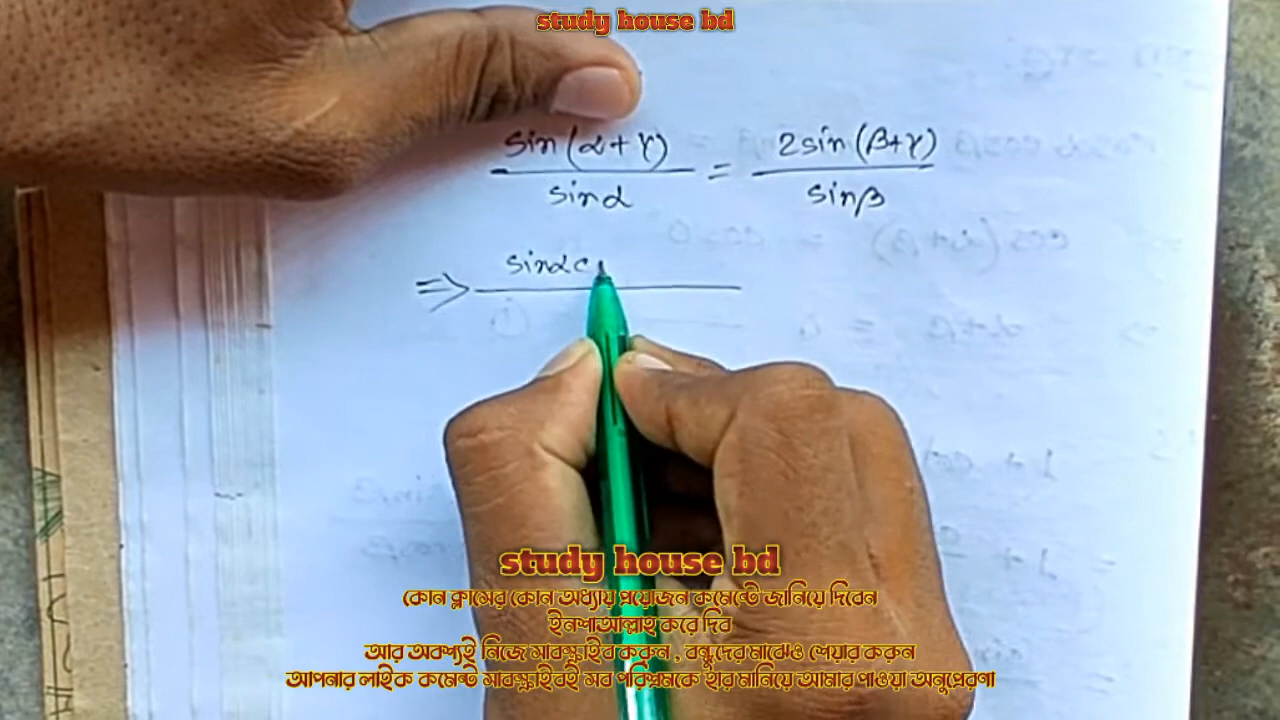 study house bd
sin(α+γ) / sinα = 2sin(β+γ) / sinβ
⇒ sinαc
study house bd
কোন ক্লাসের কোন অধ্যায় প্রয়োজন কমেন্টে জানিয়ে দিবেন
ইনশাআল্লাহ করে দিব
আর অবশ্যই নিজে সাবস্ক্রাইব করুন , বন্ধুদের মাঝেও শেয়ার করুন
আপনার লাইক কমেন্ট সাবস্ক্রাইবই সব পরিশ্রমকে হার মানিয়ে আমার পাওয়া অনুপ্রেরণা